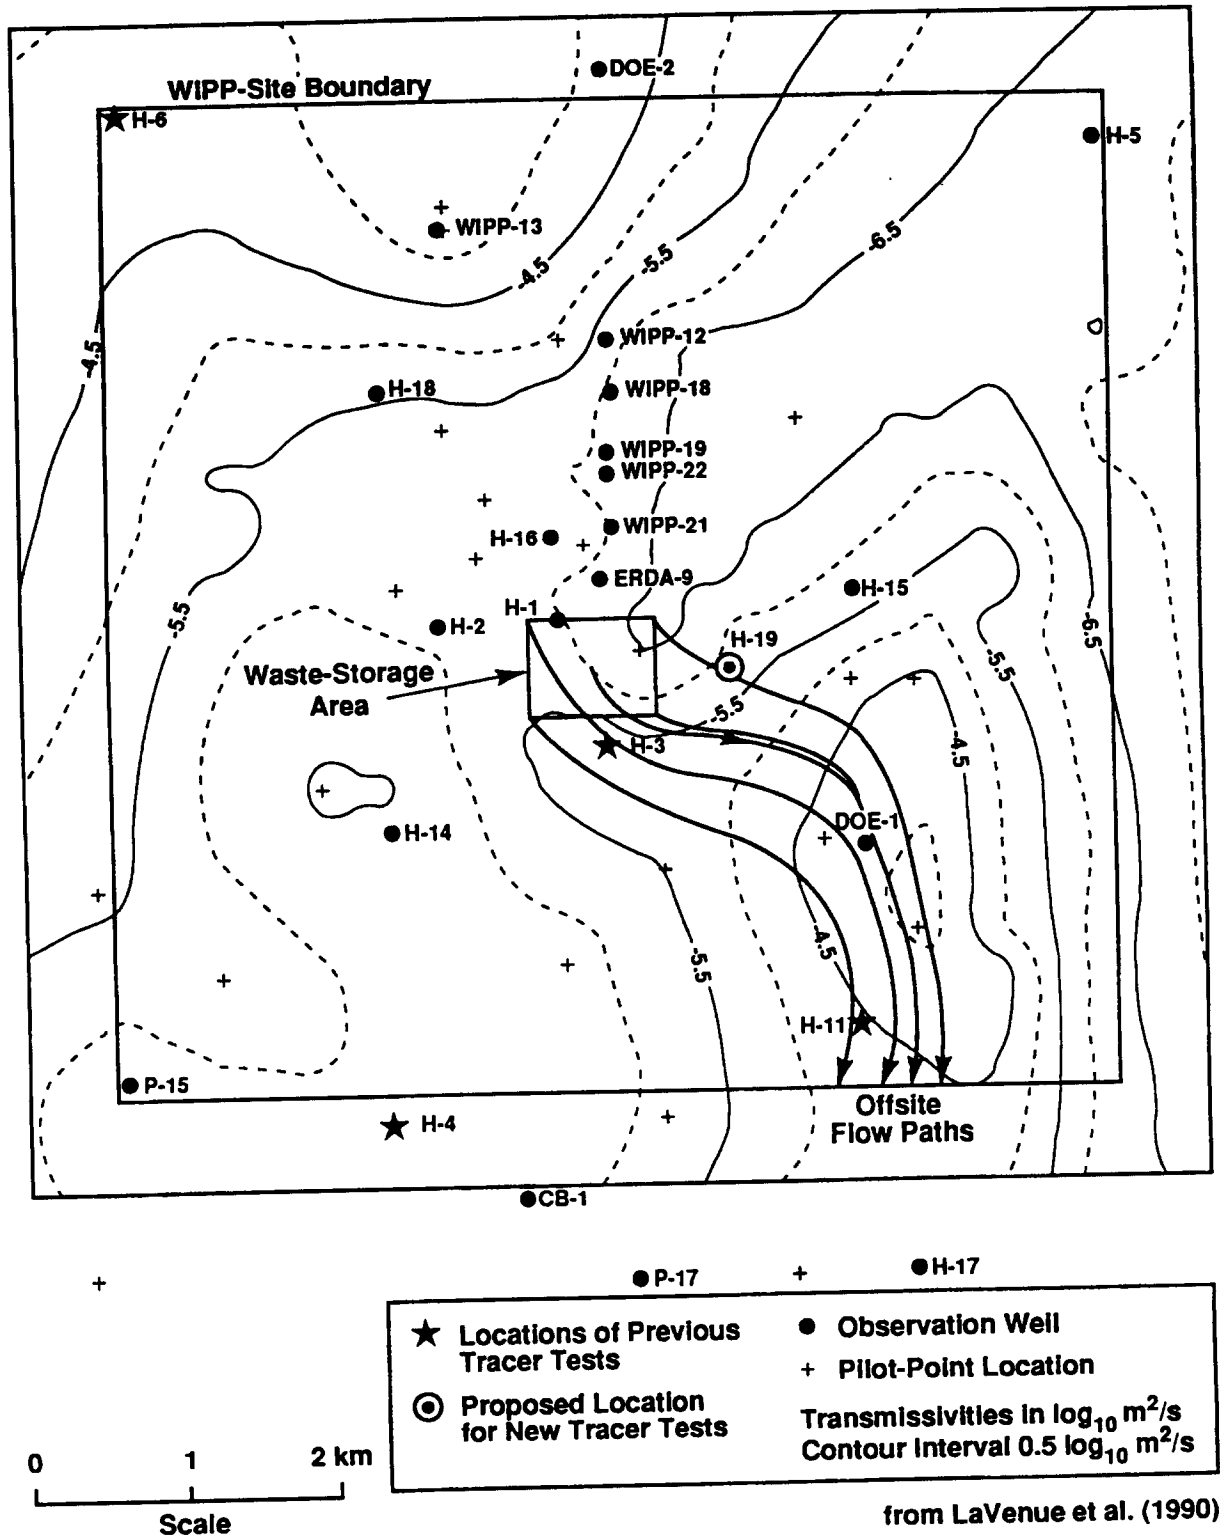 DOE-2
WIPP-Site Boundary
H-6
H-5
WIPP-13
-6.5
-5.5
-4.5
WIPP-12
-4.5
H-18
WIPP-18
WIPP-19
WIPP-22
WIPP-21
H-16
ERDA-9
H-15
H-1
-5.5
H-2
H-19
-6.5
-5.5
Waste-Storage
Area
-5.5
H-3
-4.5
DOE-1
H-14
-4.5
-5.5
H-11
P-15
Offsite
Flow Paths
H-4
CB-1
P-17
H-17
Locations of Previous
Tracer Tests
Proposed Location
for New Tracer Tests
Observation Well
Pilot-Point Location
Transmissivities in log10 m2/s
Contour Interval 0.5 log10 m2/s
0 1 2 km
Scale
from LaVenue et al. (1990)